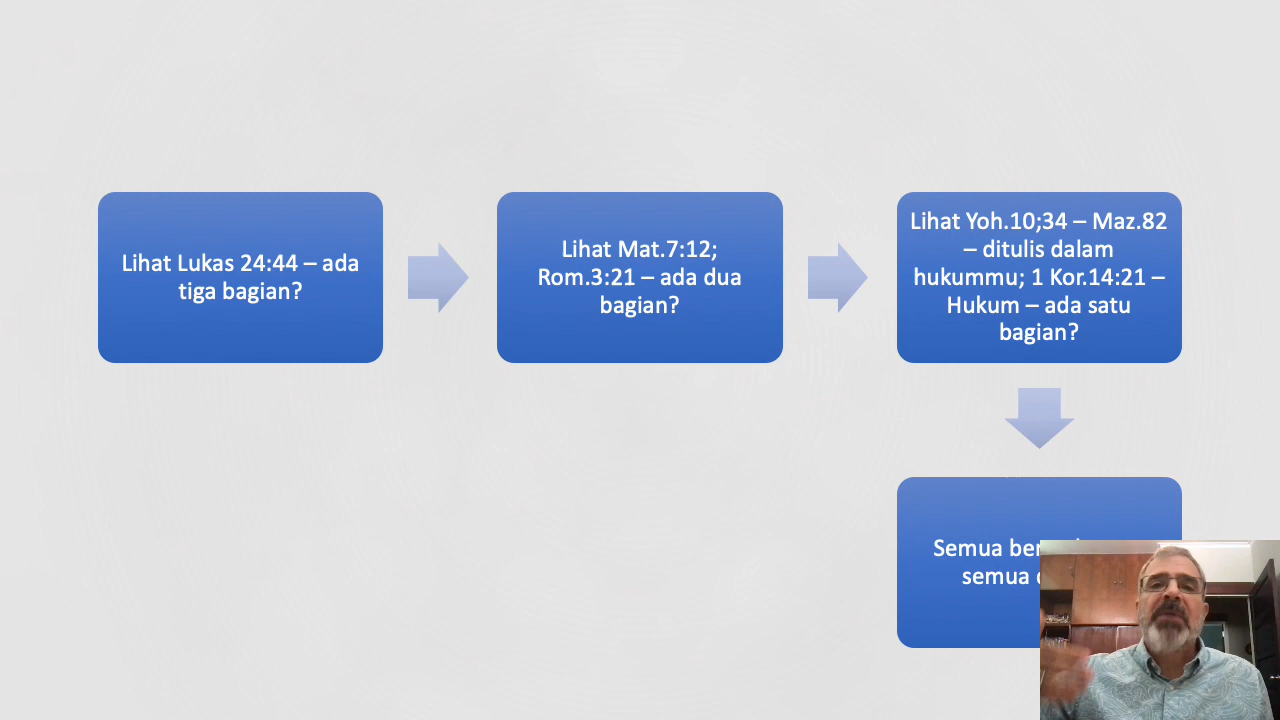 Lihat Lukas 24:44 – ada
tiga bagian?
Lihat Mat.7:12;
Rom.3:21 – ada dua
bagian?
Lihat Yoh.10;34 – Maz.82
– ditulis dalam
hukummu; 1 Kor.14:21 –
Hukum – ada satu
bagian?
Semua
semua